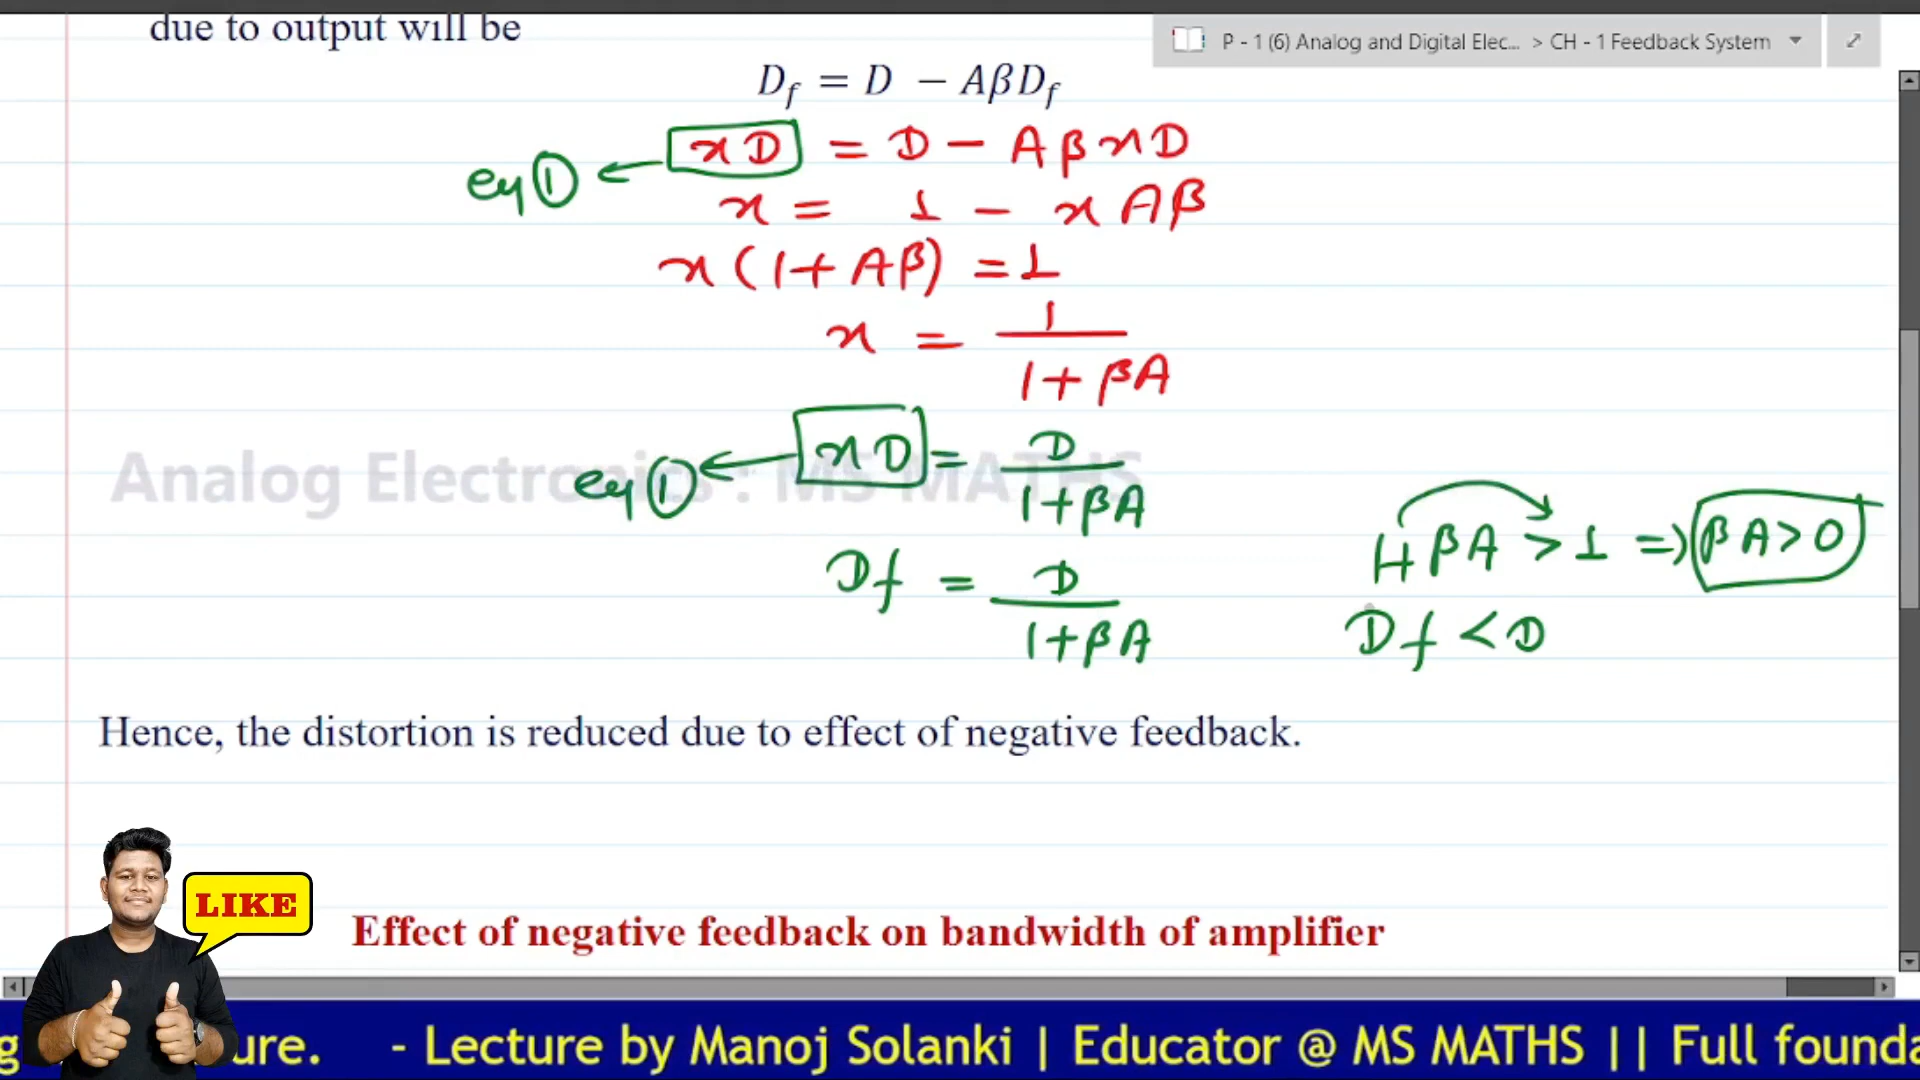 due to output will be
P - 1 (6) Analog and Digital Elec... > CH - 1 Feedback System
D_f = D − AβD_f
xD = D − AβxD
eq ①
x = 1 − xAβ
x(1+Aβ) = 1
x = 1/(1+βA)
eq ① xD = D/(1+βA)
Analog Electronics : MS MATHS
1+βA > 1 ⇒ βA > 0
Df = D/(1+βA)
Df < D
Hence, the distortion is reduced due to effect of negative feedback.
LIKE
Effect of negative feedback on bandwidth of amplifier
g ure. - Lecture by Manoj Solanki | Educator @ MS MATHS || Full founda